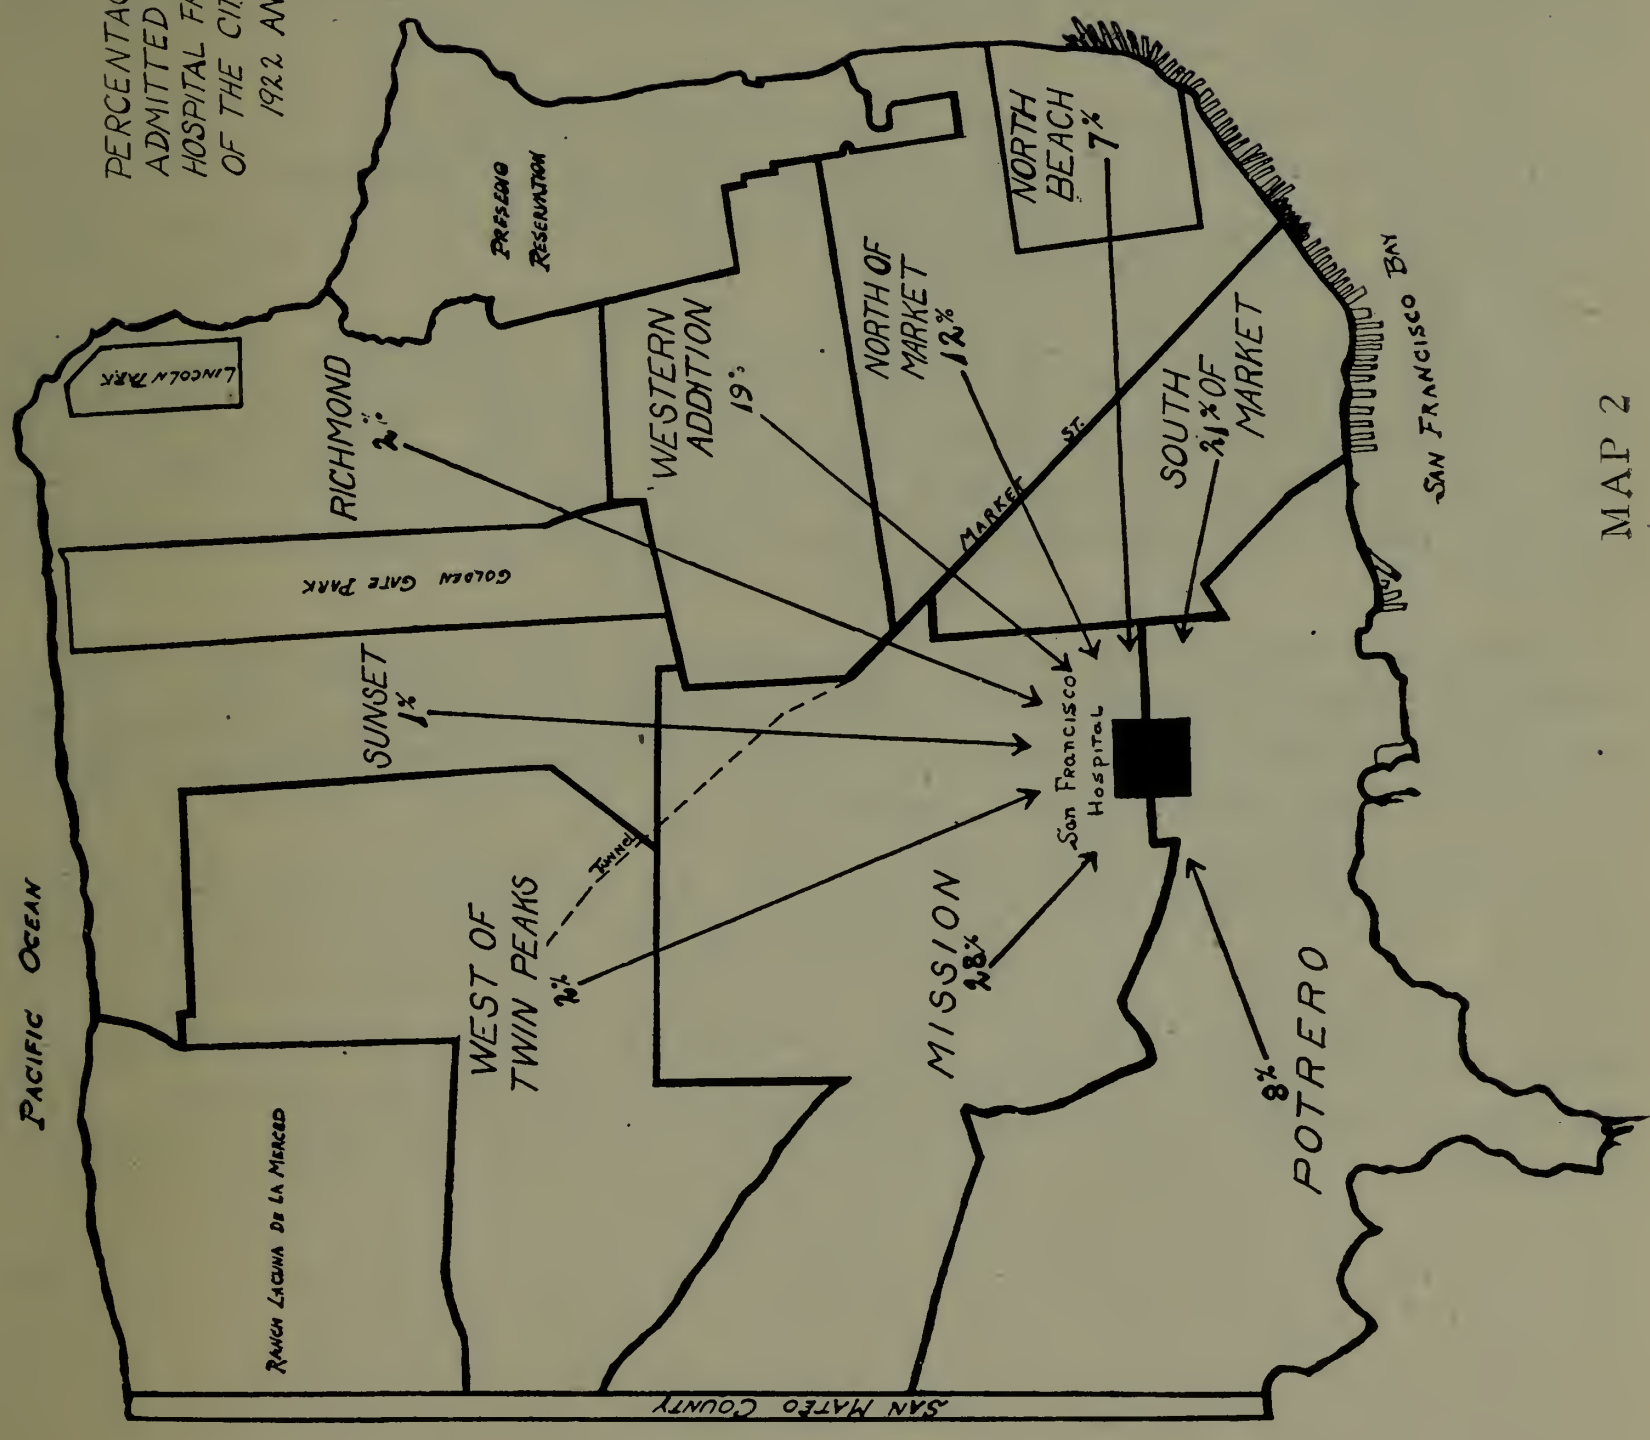 PERCENTAG
ADMITTED
HOSPITAL FR
OF THE CIT
1922 AN
PACIFIC OCEAN
LINCOLN PARK
PRESIDIO
RESERVATION
RICHMOND
2%
GOLDEN GATE PARK
SUNSET
1%
WESTERN
ADDITION
19%
NORTH OF
MARKET
12%
NORTH
BEACH
7%
MARKET ST.
SOUTH
21% OF
MARKET
SAN FRANCISCO BAY
TUNNEL
WEST OF
TWIN PEAKS
2%
San Francisco
Hospital
MISSION
28%
8%
POTRERO
RANCH LAGUNA DE LA MERCED
SAN MATEO COUNTY
MAP 2